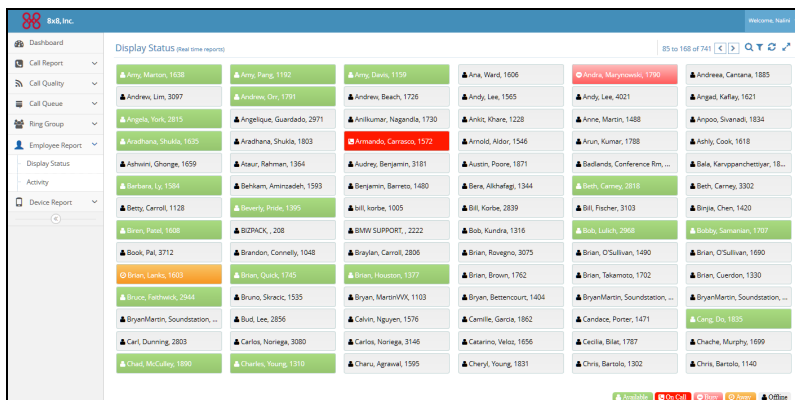 8x8, Inc.
Welcome, Nalini
Dashboard
Call Report
Call Quality
Call Queue
Ring Group
Employee Report
Display Status
Activity
Device Report
Display Status (Real time reports)
85 to 168 of 741
Amy, Marton, 1638 Amy, Pang, 1192 Amy, Davis, 1159 Ana, Ward, 1606 Andra, Marynowski, 1790 Andreea, Cantana, 1885
Andrew, Lim, 3097 Andrew, Orr, 1791 Andrew, Beach, 1726 Andy, Lee, 1565 Andy, Lee, 4021 Angad, Kaflay, 1621
Angela, York, 2815 Angelique, Guardado, 2971 Anilkumar, Nagandla, 1730 Ankit, Khare, 1228 Anne, Martin, 1488 Anpoo, Sivanadi, 1834
Aradhana, Shukla, 1635 Aradhana, Shukla, 1803 Armando, Carrasco, 1572 Arnold, Aldor, 1546 Arun, Kumar, 1788 Ashly, Cook, 1618
Ashwini, Ghonge, 1659 Ataur, Rahman, 1364 Audrey, Benjamin, 3181 Austin, Poore, 1871 Badlands, Conference Rm, ... Bala, Karvppanchettiyar, 18...
Barbara, Ly, 1584 Behkam, Aminzadeh, 1593 Benjamin, Barreto, 1480 Bera, Alkhafagi, 1344 Beth, Carney, 2818 Beth, Carney, 3302
Betty, Carroll, 1128 Beverly, Pride, 1395 bill, korbe, 1005 Bill, Korbe, 2839 Bill, Fischer, 3103 Binjia, Chen, 1420
Biren, Patel, 1608 BIZPACK, , 208 BMW SUPPORT, , 2222 Bob, Kundra, 1316 Bob, Lulich, 2968 Bobby, Samanian, 1707
Book, Pal, 3712 Brandon, Connelly, 1048 Braylan, Carroll, 2806 Brian, Rovegno, 3075 Brian, O'Sullivan, 1490 Brian, O'Sullivan, 1690
Brian, Lanks, 1603 Brian, Quick, 1745 Brian, Houston, 1377 Brian, Brown, 1762 Brian, Takamoto, 1702 Brian, Cuerdon, 1330
Bruce, Faithwick, 2944 Bruno, Skracic, 1535 Bryan, MartinVVX, 1103 Bryan, Bettencourt, 1404 BryanMartin, Soundstation, ... BryanMartin, Soundstation, ...
BryanMartin, Soundstation, ... Bud, Lee, 2856 Calvin, Nguyen, 1576 Camille, Garcia, 1862 Candace, Porter, 1471 Cang, Do, 1835
Carl, Dunning, 2803 Carlos, Noriega, 3080 Carlos, Noriega, 3146 Catarino, Veloz, 1656 Cecilia, Bilat, 1787 Chache, Murphy, 1699
Chad, McCulley, 1890 Charles, Young, 1310 Charu, Agrawal, 1595 Cheryl, Young, 1831 Chris, Bartolo, 1302 Chris, Bartolo, 1140
Available On Call Busy Away Offline